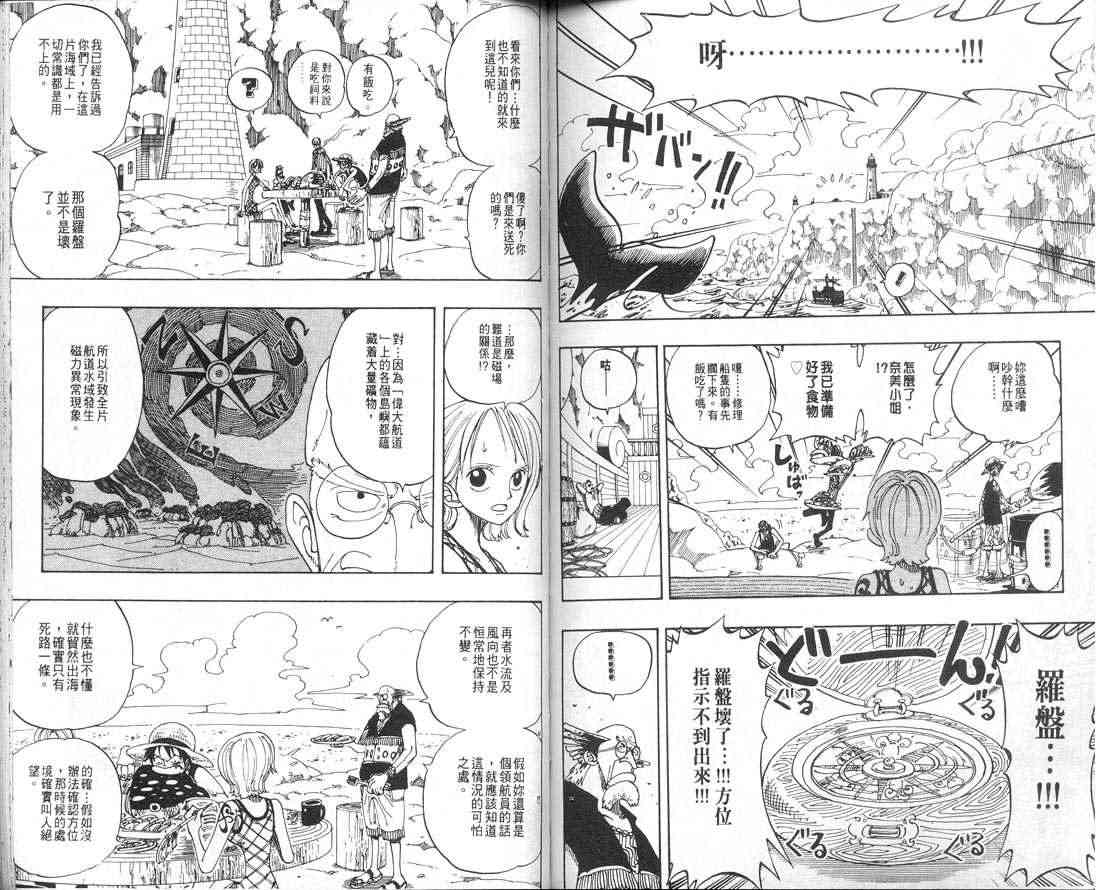 呀……………………!!!
ザバン!!
!
妳這麼嘈
吵幹什麼
啊……
怎麼了，
奈美小姐
!?
我已準備
好了食物
♡
嚘……修理
船隻的事先
擱下來。有
飯吃了嗎？
しゅばっ
……
咕……
羅盤…!!!
どーーん!
ぐる
ぐる
ぐる
ぐる
羅盤壞了…!!!方位
指示不到出來!!!
……
看來你們…什麼
也不知道的就來
到這兒呢！
有飯吃。
對你來說
是吃飼料
?
我已經告訴過
你們了，在這
片海域上，一
切常識都是用
不上的。
傻了啊？你
們是來送死
的嗎？
那個羅盤
並不是壞
了。
…那麼，
難道是磁場
的關係!?
對…因為「偉大航道
」上的各個島嶼都蘊
藏着大量礦物，
N
S
W
所以引致全片
航道水域發生
磁力異常現象
。
再者水流及
風向也不是
恒常地保持
不變。
假如妳還算是
個領航員的話
，就應該知道
這情況的可怕
之處。
什麼也不懂
就貿然出海
，確實只有
死路一條。
的確…假如沒
辦法確認方位
，那時候的處
境確實叫人絕
望。